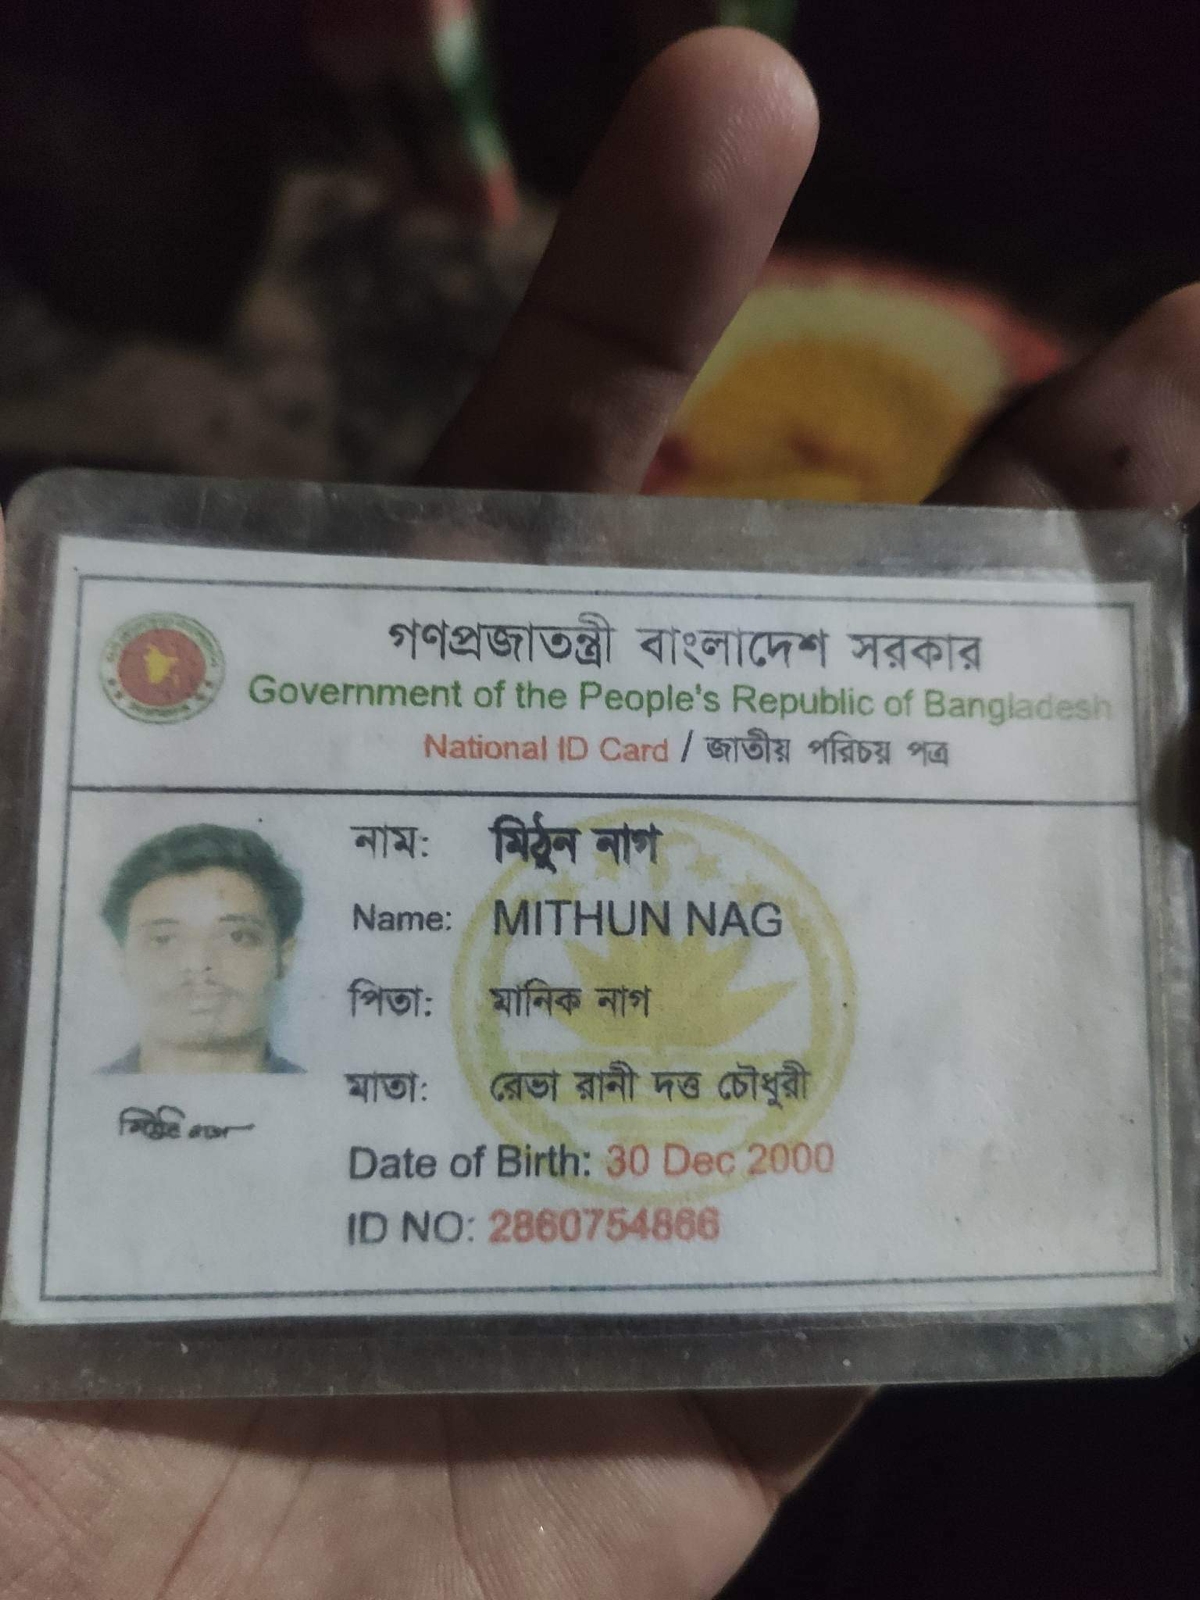 গণপ্রজাতন্ত্রী বাংলাদেশ সরকার
Government of the People's Republic of Bangladesh
National ID Card / জাতীয় পরিচয় পত্র
নাম: মিঠুন নাগ
Name: MITHUN NAG
পিতা: মানিক নাগ
মাতা: রেভা রানী দত্ত চৌধুরী
Date of Birth: 30 Dec 2000
ID NO: 2860754866